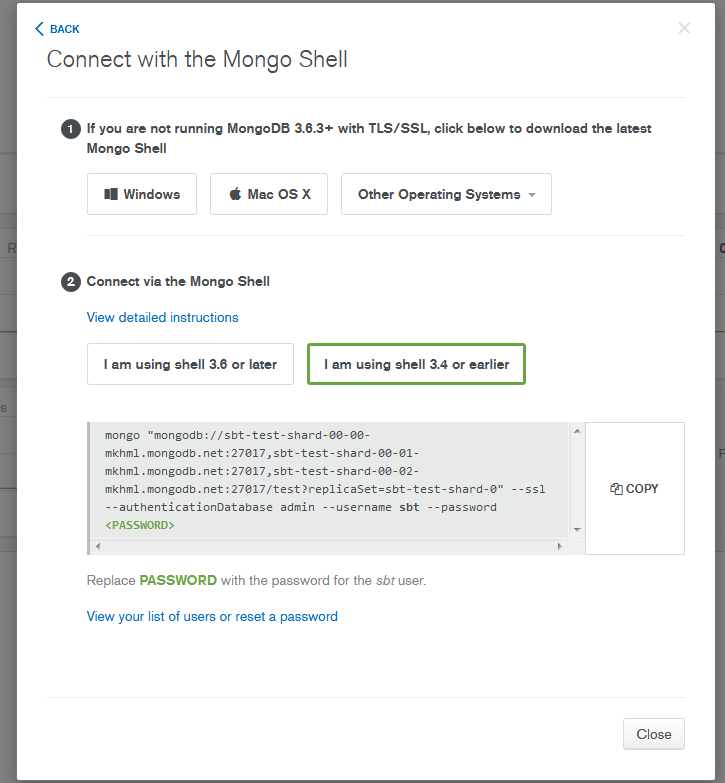 BACK
Connect with the Mongo Shell
1 If you are not running MongoDB 3.6.3+ with TLS/SSL, click below to download the latest
Mongo Shell
Windows Mac OS X Other Operating Systems
R
2 Connect via the Mongo Shell
View detailed instructions
I am using shell 3.6 or later I am using shell 3.4 or earlier
s
mongo "mongodb://sbt-test-shard-00-00-
mkhml.mongodb.net:27017,sbt-test-shard-00-01-
mkhml.mongodb.net:27017,sbt-test-shard-00-02-
mkhml.mongodb.net:27017/test?replicaSet=sbt-test-shard-0" --ssl
--authenticationDatabase admin --username sbt --password
<PASSWORD>
COPY
Replace PASSWORD with the password for the sbt user.
View your list of users or reset a password
Close